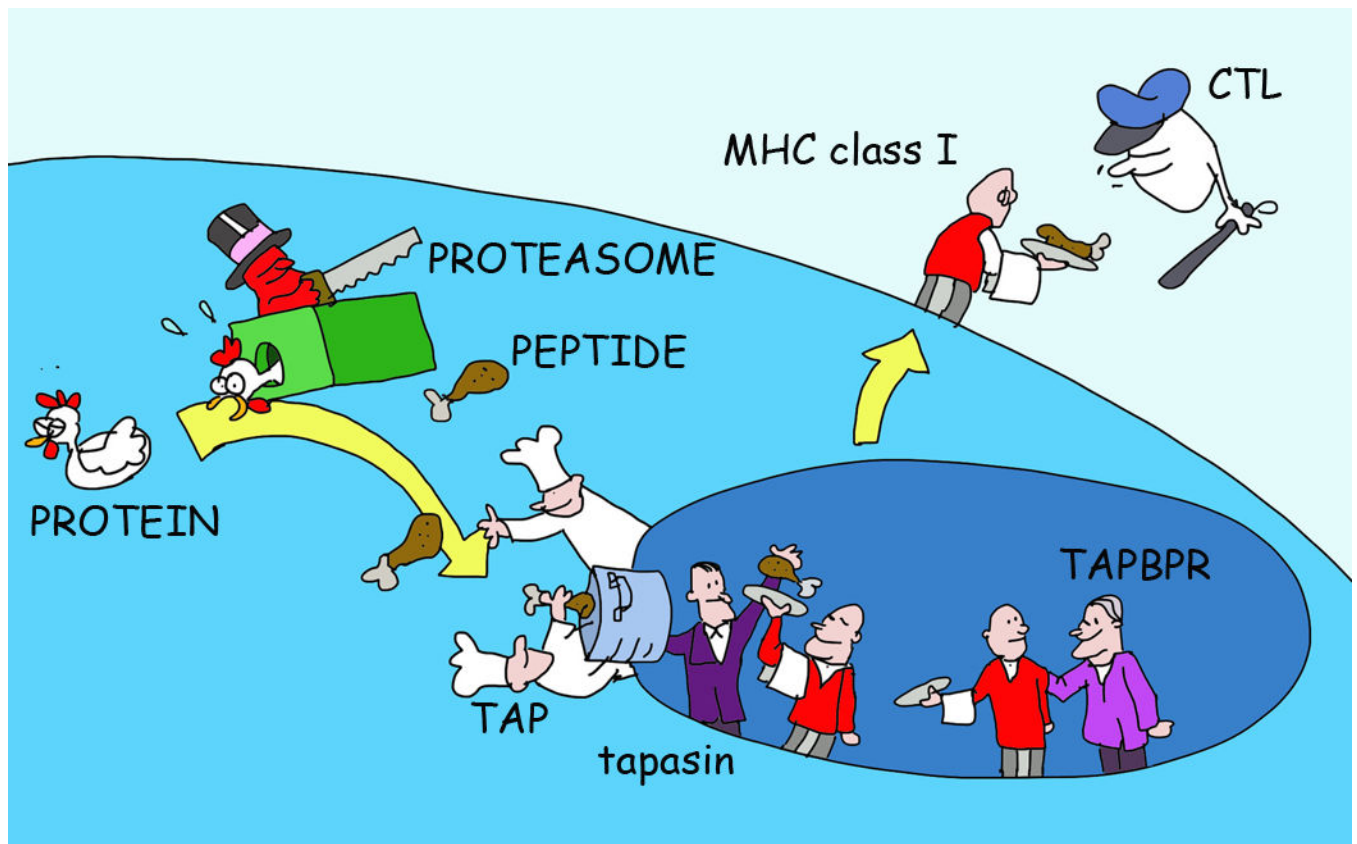 CTL
MHC class I
PROTEASOME
PEPTIDE
PROTEIN
TAPBPR
TAP
tapasin